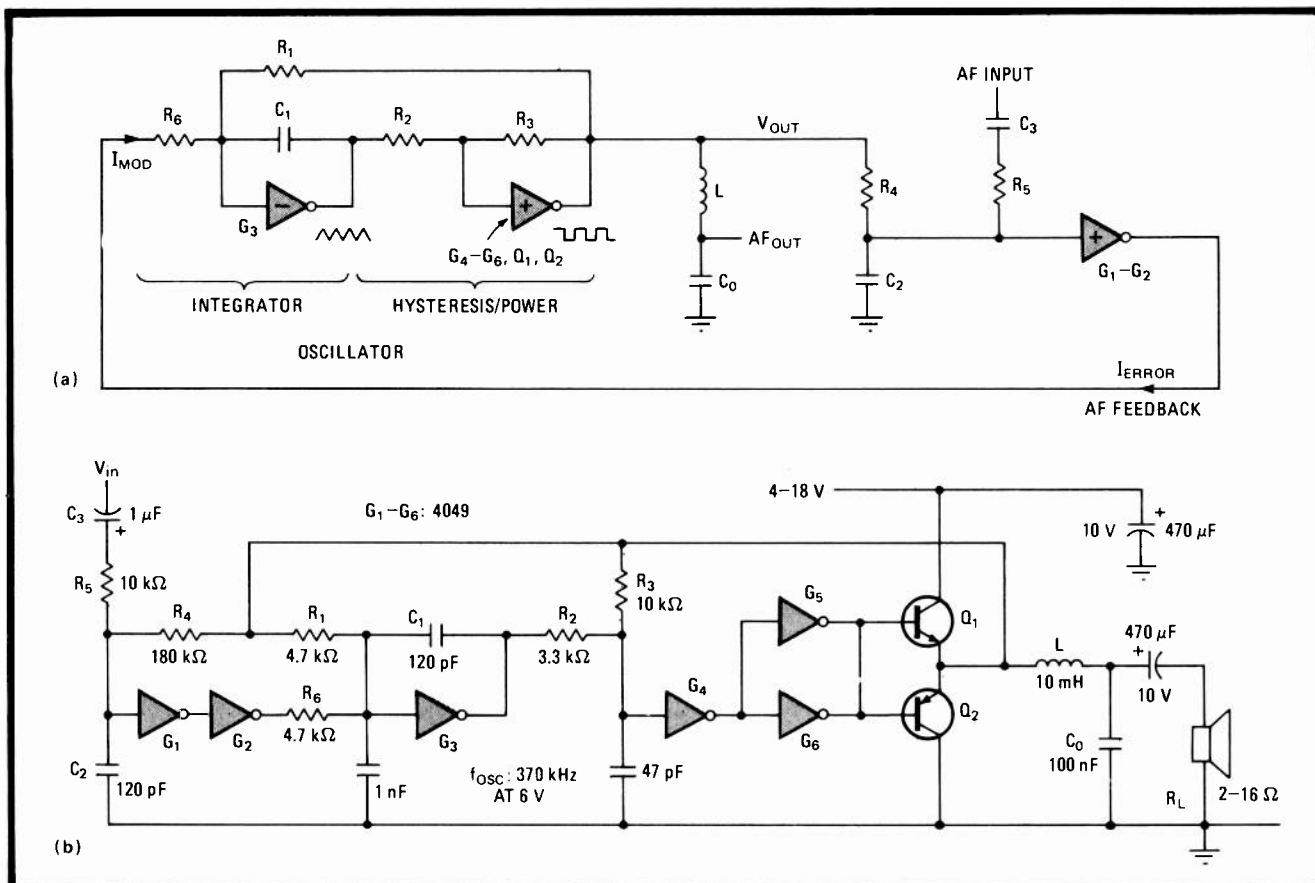 R1
AF INPUT
R6
C1
R2
R3
VOUT
C3
IMOD
L
R4
R5
−
+
+
G3
AFOUT
G4–G6, Q1, Q2
C0
C2
G1–G2
INTEGRATOR
HYSTERESIS/POWER
OSCILLATOR
(a)
IERROR
AF FEEDBACK
Vin
4–18 V
C3
1 μF
+
G1–G6: 4049
10 V
+
470 μF
R5
10 kΩ
R3
10 kΩ
G5
Q1
R4
180 kΩ
R1
4.7 kΩ
C1
120 pF
R2
3.3 kΩ
470 μF
+
10 V
L
10 mH
R6
4.7 kΩ
G1
G2
G3
G4
G6
Q2
C2
120 pF
1 nF
fOSC: 370 kHz
AT 6 V
47 pF
C0
100 nF
RL
2–16 Ω
(b)